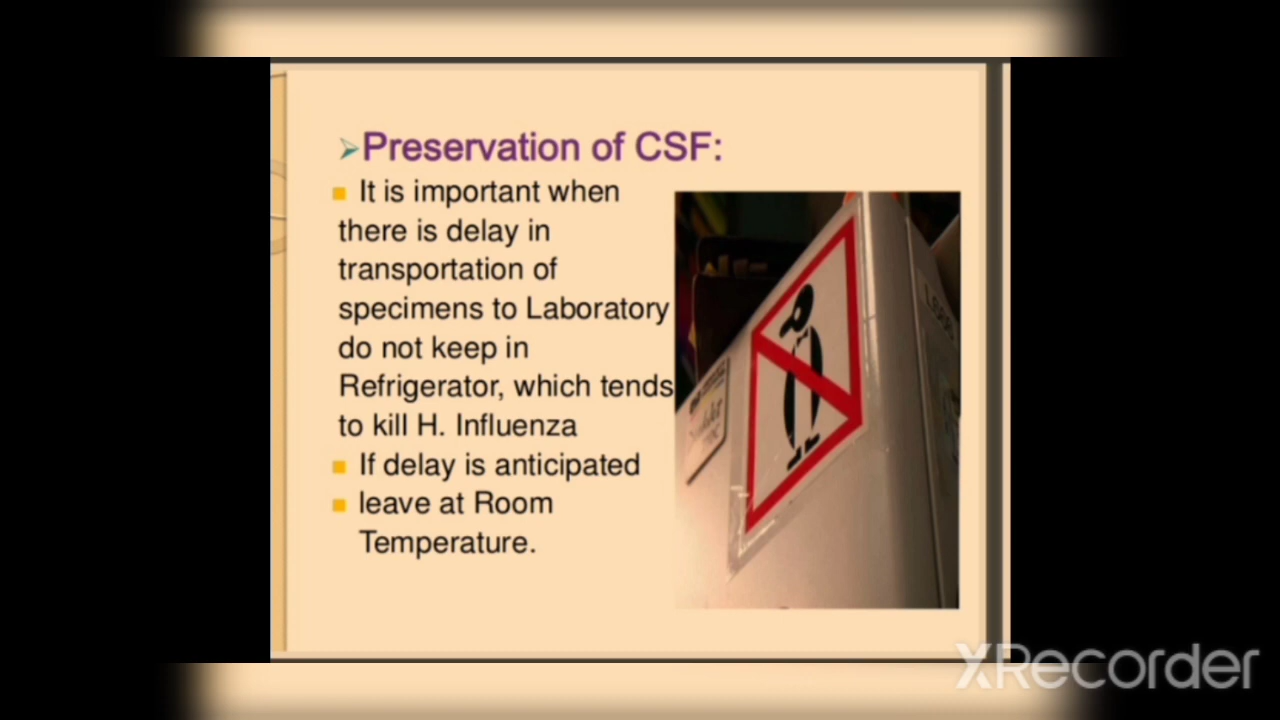 Preservation of CSF:
It is important when
there is delay in
transportation of
specimens to Laboratory
do not keep in
Refrigerator, which tends
to kill H. Influenza
If delay is anticipated
leave at Room
Temperature.
XRecorder